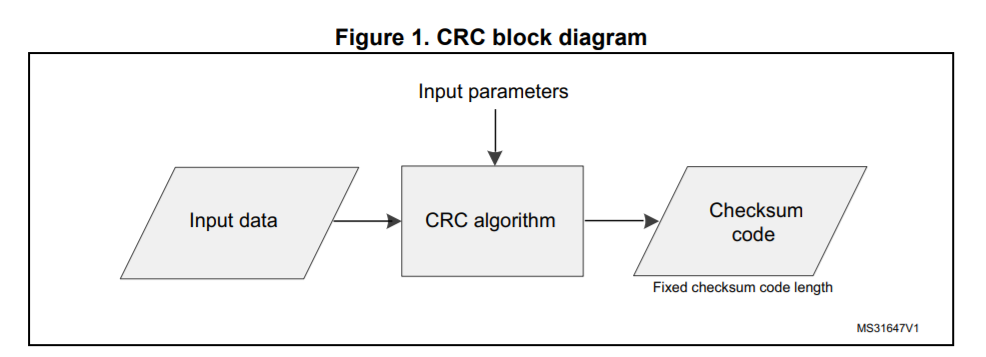 Figure 1. CRC block diagram
Input parameters
Input data
CRC algorithm
Checksum
code
Fixed checksum code length
MS31647V1